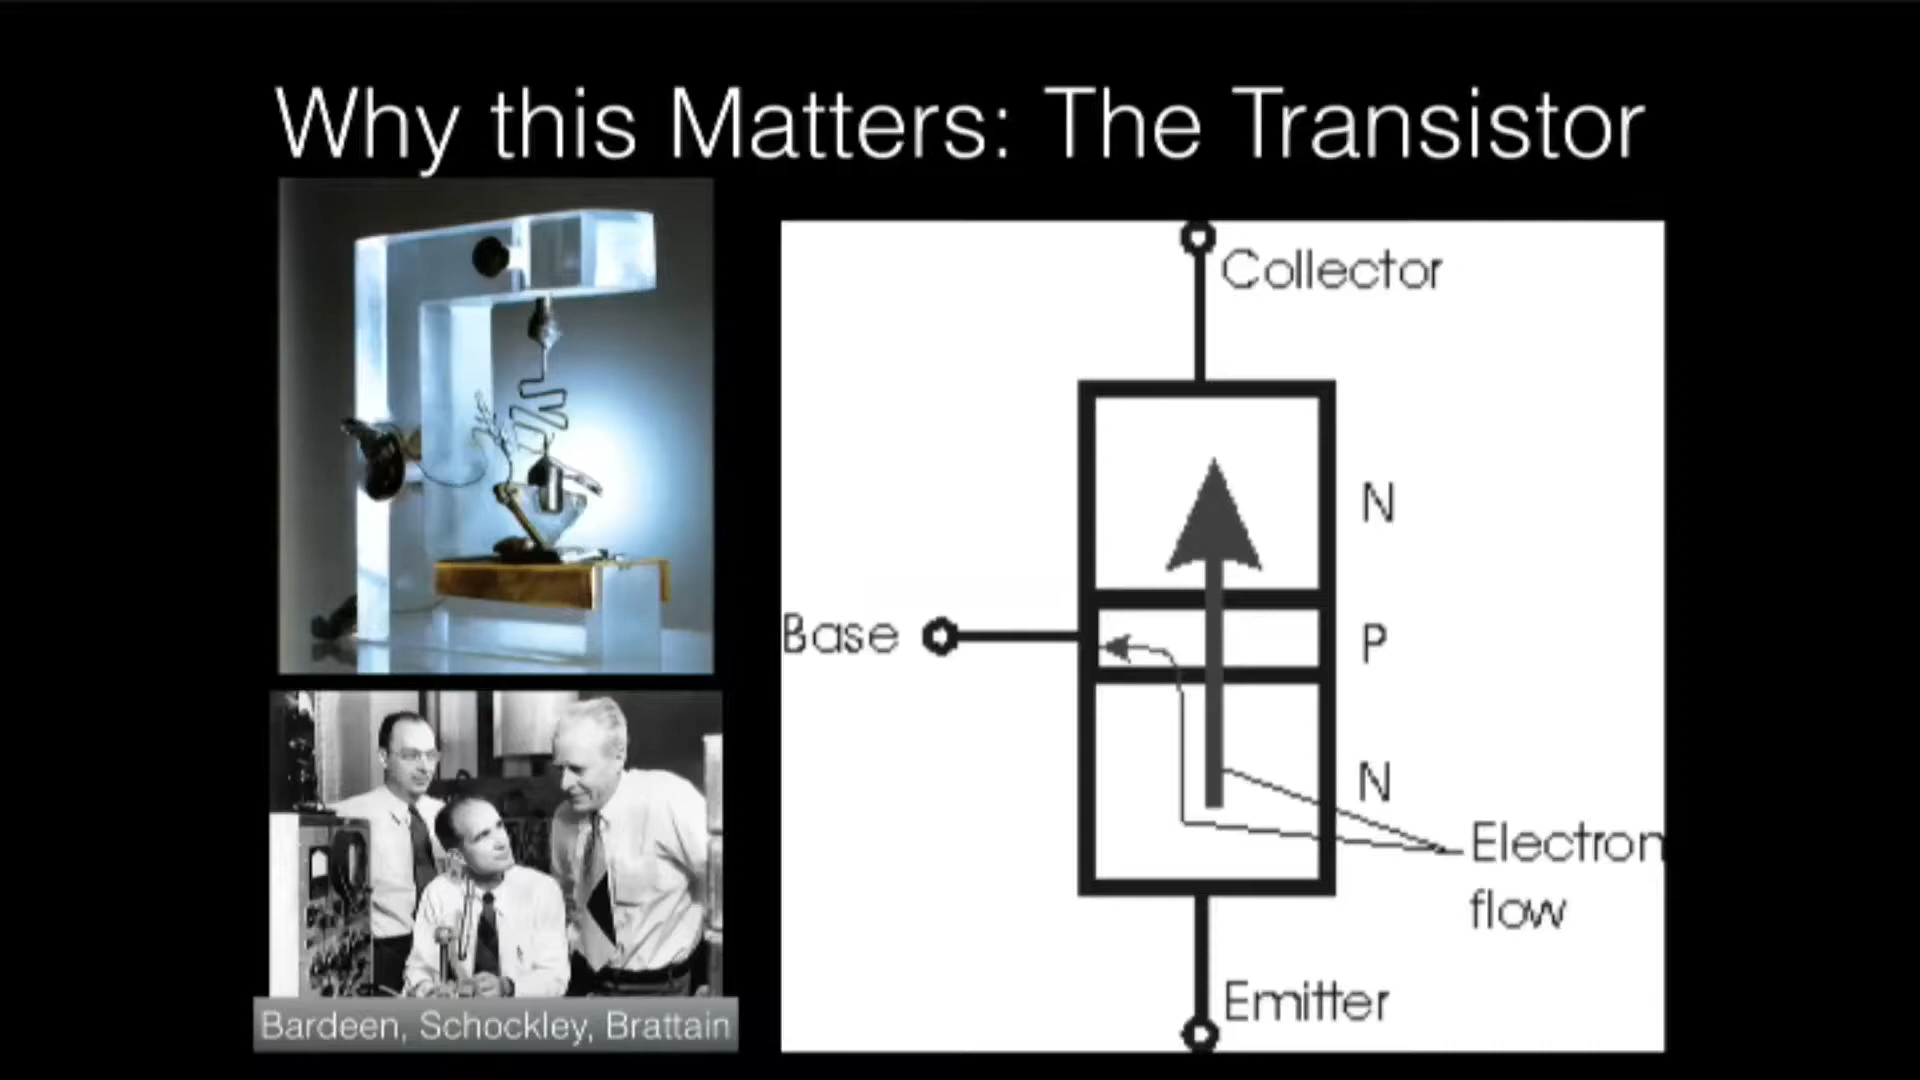 Why this Matters: The Transistor
Collector
N
Base
P
N
Electron
flow
Emitter
Bardeen, Schockley, Brattain